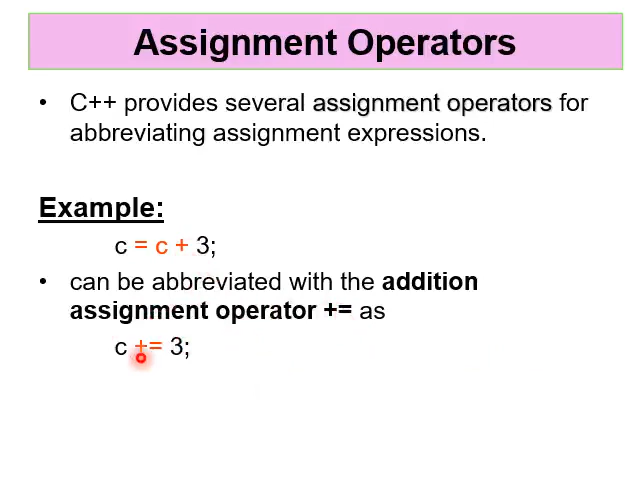 Assignment Operators
• C++ provides several assignment operators for
abbreviating assignment expressions.
Example:
c = c + 3;
• can be abbreviated with the addition
assignment operator += as
c += 3;